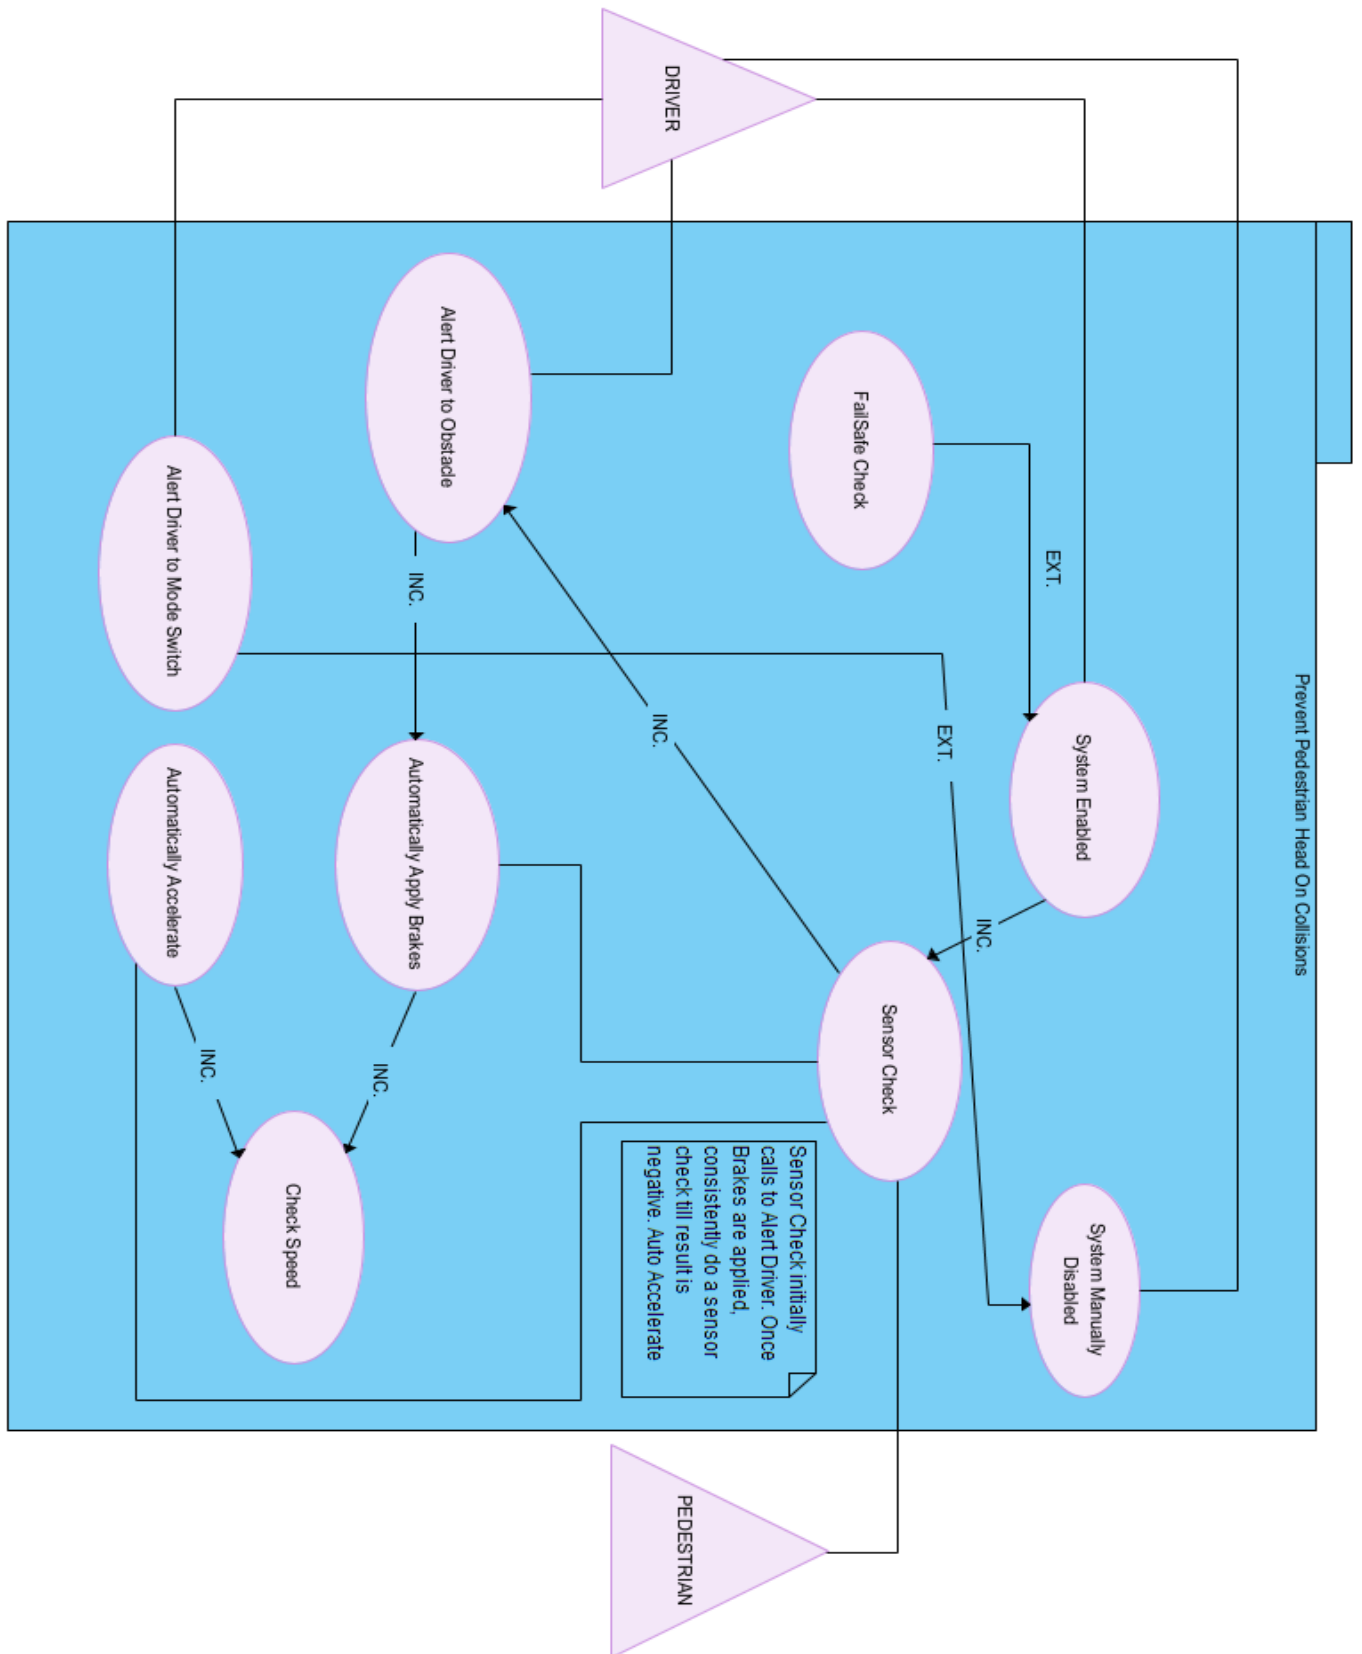 Prevent Pedestrian Head On Collisions
DRIVER
System Enabled
System Manually
Disabled
EXT.
FailSafe Check
EXT.
INC.
Sensor Check
Sensor Check initially
calls to Alert Driver. Once
Brakes are applied,
consistently do a sensor
check till result is
negative. Auto Accelerate
PEDESTRIAN
INC.
Alert Driver to Obstacle
INC.
Automatically Apply Brakes
INC.
Check Speed
Alert Driver to Mode Switch
Automatically Accelerate
INC.